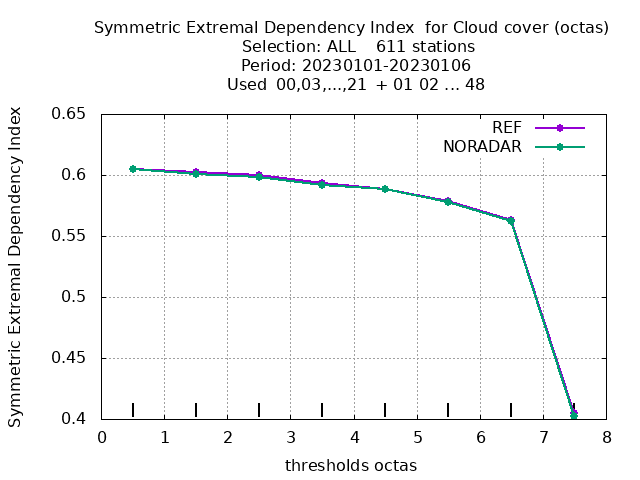 Symmetric Extremal Dependency Index  for Cloud cover (octas)
Selection: ALL    611 stations
Period: 20230101-20230106
Used  00,03,...,21  + 01 02 ... 48
Symmetric Extremal Dependency Index
0.65
0.6
0.55
0.5
0.45
0.4
REF
NORADAR
0 1 2 3 4 5 6 7 8
thresholds octas